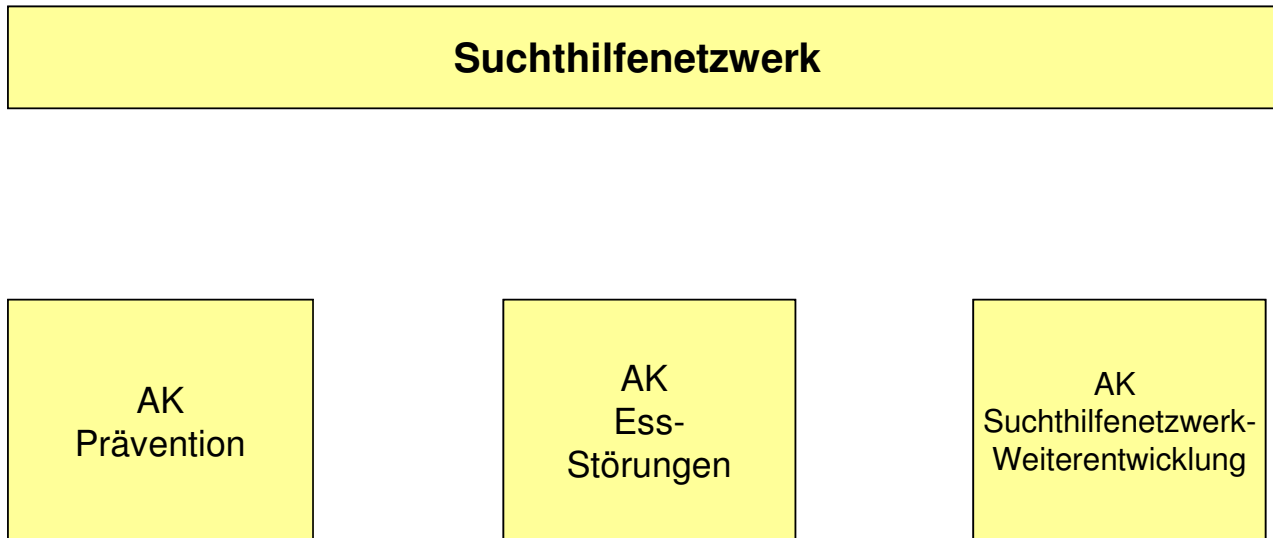 Suchthilfenetzwerk
AK
Prävention
AK
Ess-
Störungen
AK
Suchthilfenetzwerk-
Weiterentwicklung